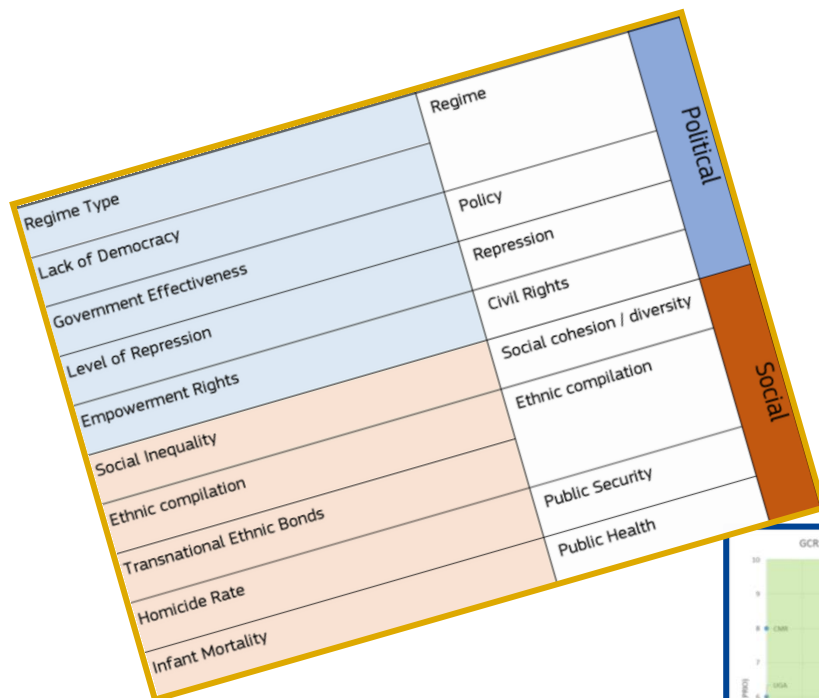 Regime Type
Lack of Democracy
Government Effectiveness
Level of Repression
Empowerment Rights
Social Inequality
Ethnic compilation
Transnational Ethnic Bonds
Homicide Rate
Infant Mortality
Regime
Policy
Repression
Civil Rights
Social cohesion / diversity
Ethnic compilation
Public Security
Public Health
Political
Social
GCR
10
9
8
CMR
7
UGA